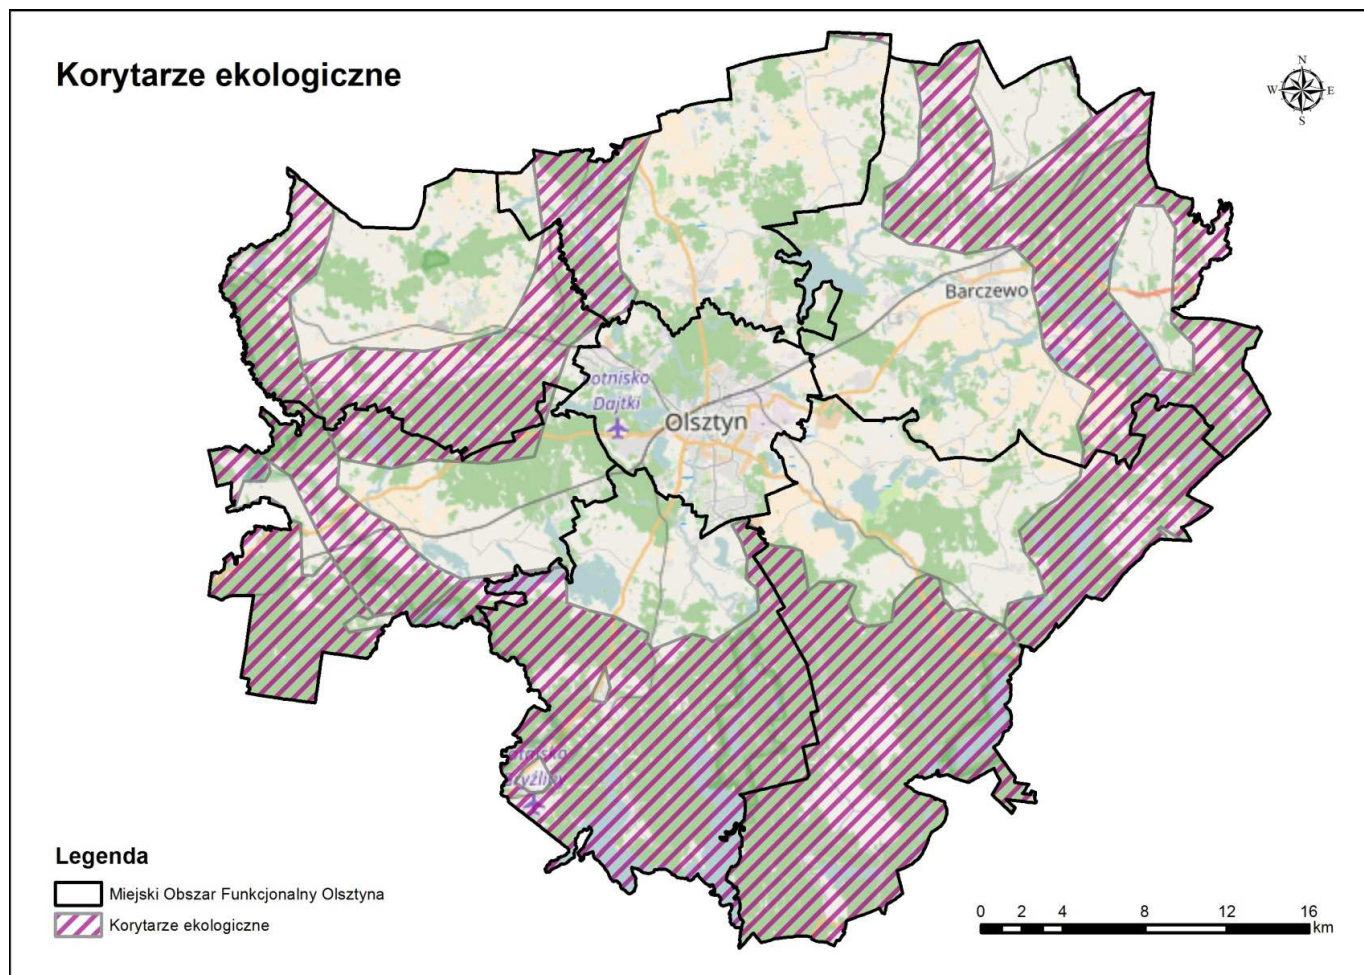 Korytarze ekologiczne
N
W E
S
Barczewo
Dajtki
Olsztyn
Legenda
Miejski Obszar Funkcjonalny Olsztyna
Korytarze ekologiczne
0 2 4 8 12 16
km